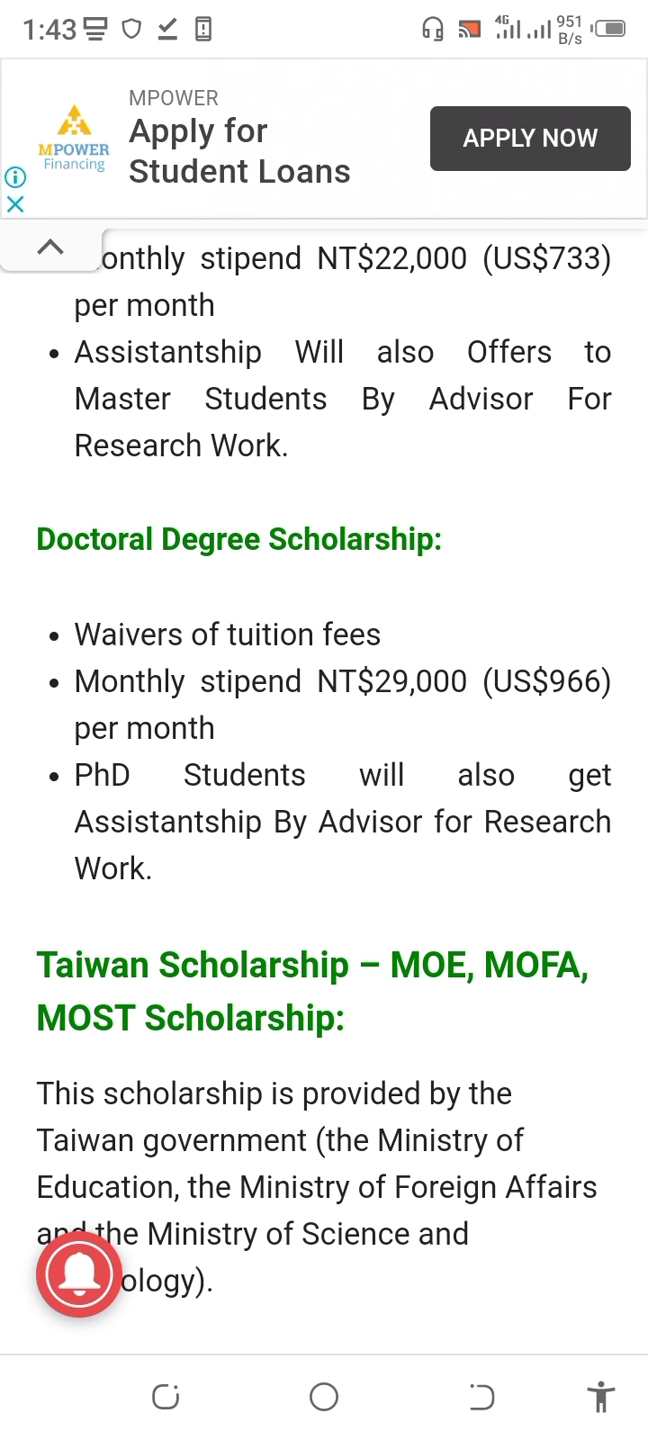 1:43
4G
951
B/s
MPOWER
Apply for
Student Loans
MPOWER
Financing
APPLY NOW
onthly stipend NT$22,000 (US$733)
per month
• Assistantship Will also Offers to
Master Students By Advisor For
Research Work.
Doctoral Degree Scholarship:
• Waivers of tuition fees
• Monthly stipend NT$29,000 (US$966)
per month
• PhD Students will also get
Assistantship By Advisor for Research
Work.
Taiwan Scholarship – MOE, MOFA,
MOST Scholarship:
This scholarship is provided by the
Taiwan government (the Ministry of
Education, the Ministry of Foreign Affairs
and the Ministry of Science and
ology).